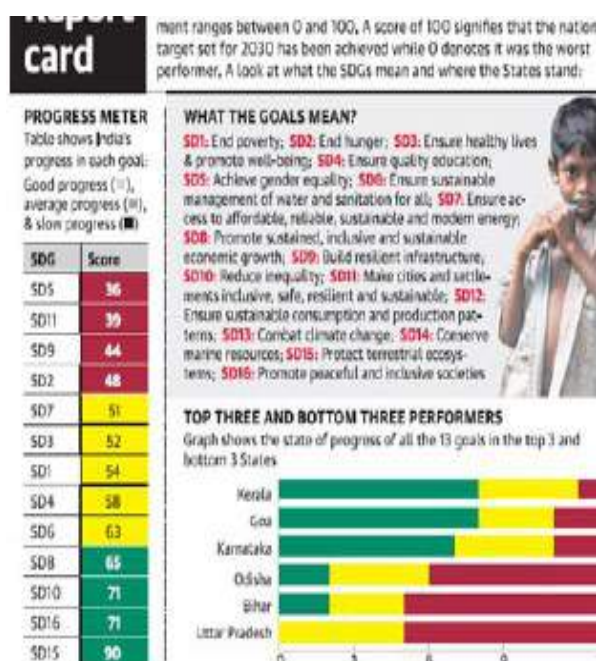 Report
card
ment ranges between 0 and 100. A score of 100 signifies that the nation
target set for 2030 has been achieved while 0 denotes it was the worst
performer. A look at what the SDGs mean and where the States stand:
PROGRESS METER
Table shows India's
progress in each goal:
Good progress (■),
average progress (■),
& slow progress (■)
SDG Score
SD5 36
SD11 39
SD9 44
SD2 48
SD7 51
SD3 52
SD1 54
SD4 58
SD6 63
SD8 65
SD10 71
SD16 71
SD15 90
WHAT THE GOALS MEAN?
SD1: End poverty; SD2: End hunger; SD3: Ensure healthy lives
& promote well-being; SD4: Ensure quality education;
SD5: Achieve gender equality; SD6: Ensure sustainable
management of water and sanitation for all; SD7. Ensure ac-
cess to affordable, reliable, sustainable and modern energy;
SD8: Promote sustained, inclusive and sustainable
economic growth; SD9: Build resilient infrastructure;
SD10: Reduce inequality; SD11: Make cities and settle-
ments inclusive, safe, resilient and sustainable; SD12:
Ensure sustainable consumption and production pat-
terns; SD13: Combat climate change; SD14: Conserve
marine resources; SD15: Protect terrestrial ecosys-
tems; SD16: Promote peaceful and inclusive societies
TOP THREE AND BOTTOM THREE PERFORMERS
Graph shows the state of progress of all the 13 goals in the top 3 and
bottom 3 States
Kerala
Goa
Karnataka
Odisha
Bihar
Uttar Pradesh